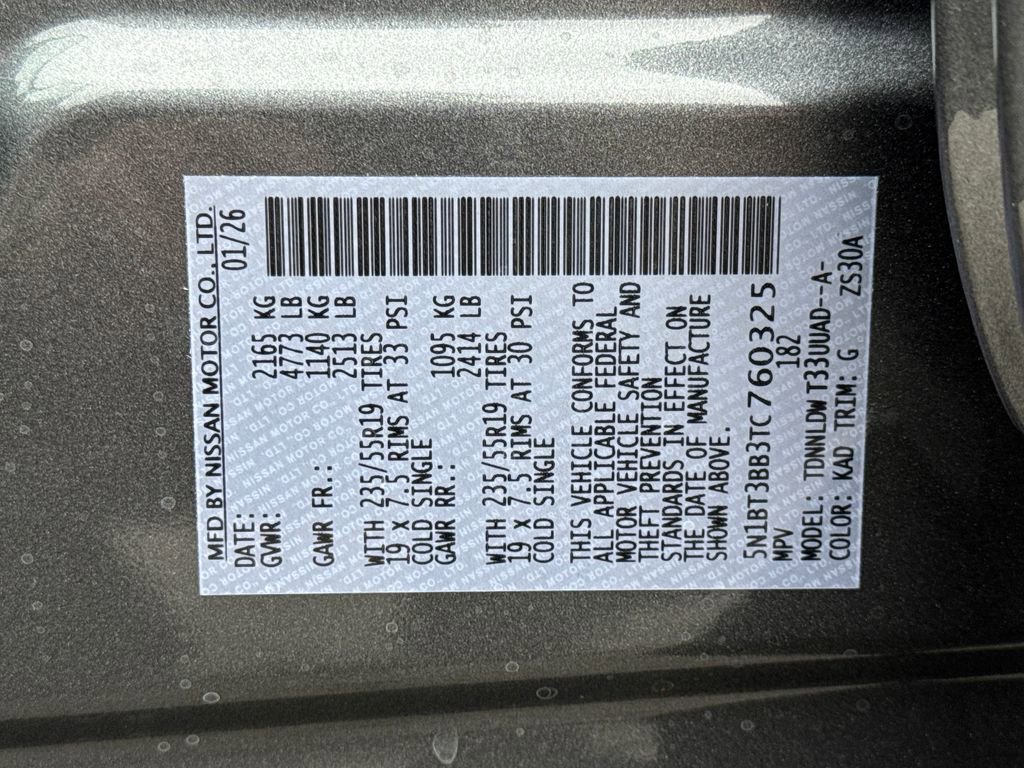 MFD BY NISSAN MOTOR CO., LTD.
DATE: 01/26
GVWR: 2165 KG
4773 LB
GAWR FR.: 1140 KG
2513 LB
WITH 235/55R19 TIRES
19 X 7.5 RIMS AT 33 PSI
COLD SINGLE
GAWR RR.: 1095 KG
2414 LB
WITH 235/55R19 TIRES
19 X 7.5 RIMS AT 30 PSI
COLD SINGLE
THIS VEHICLE CONFORMS TO
ALL APPLICABLE FEDERAL
MOTOR VEHICLE SAFETY AND
THEFT PREVENTION
STANDARDS IN EFFECT ON
THE DATE OF MANUFACTURE
SHOWN ABOVE.
5N1BT3BB3TC760325
MPV 182
MODEL: TDNNLDW T33UUAD--A-
COLOR: KAD TRIM: G ZS30A